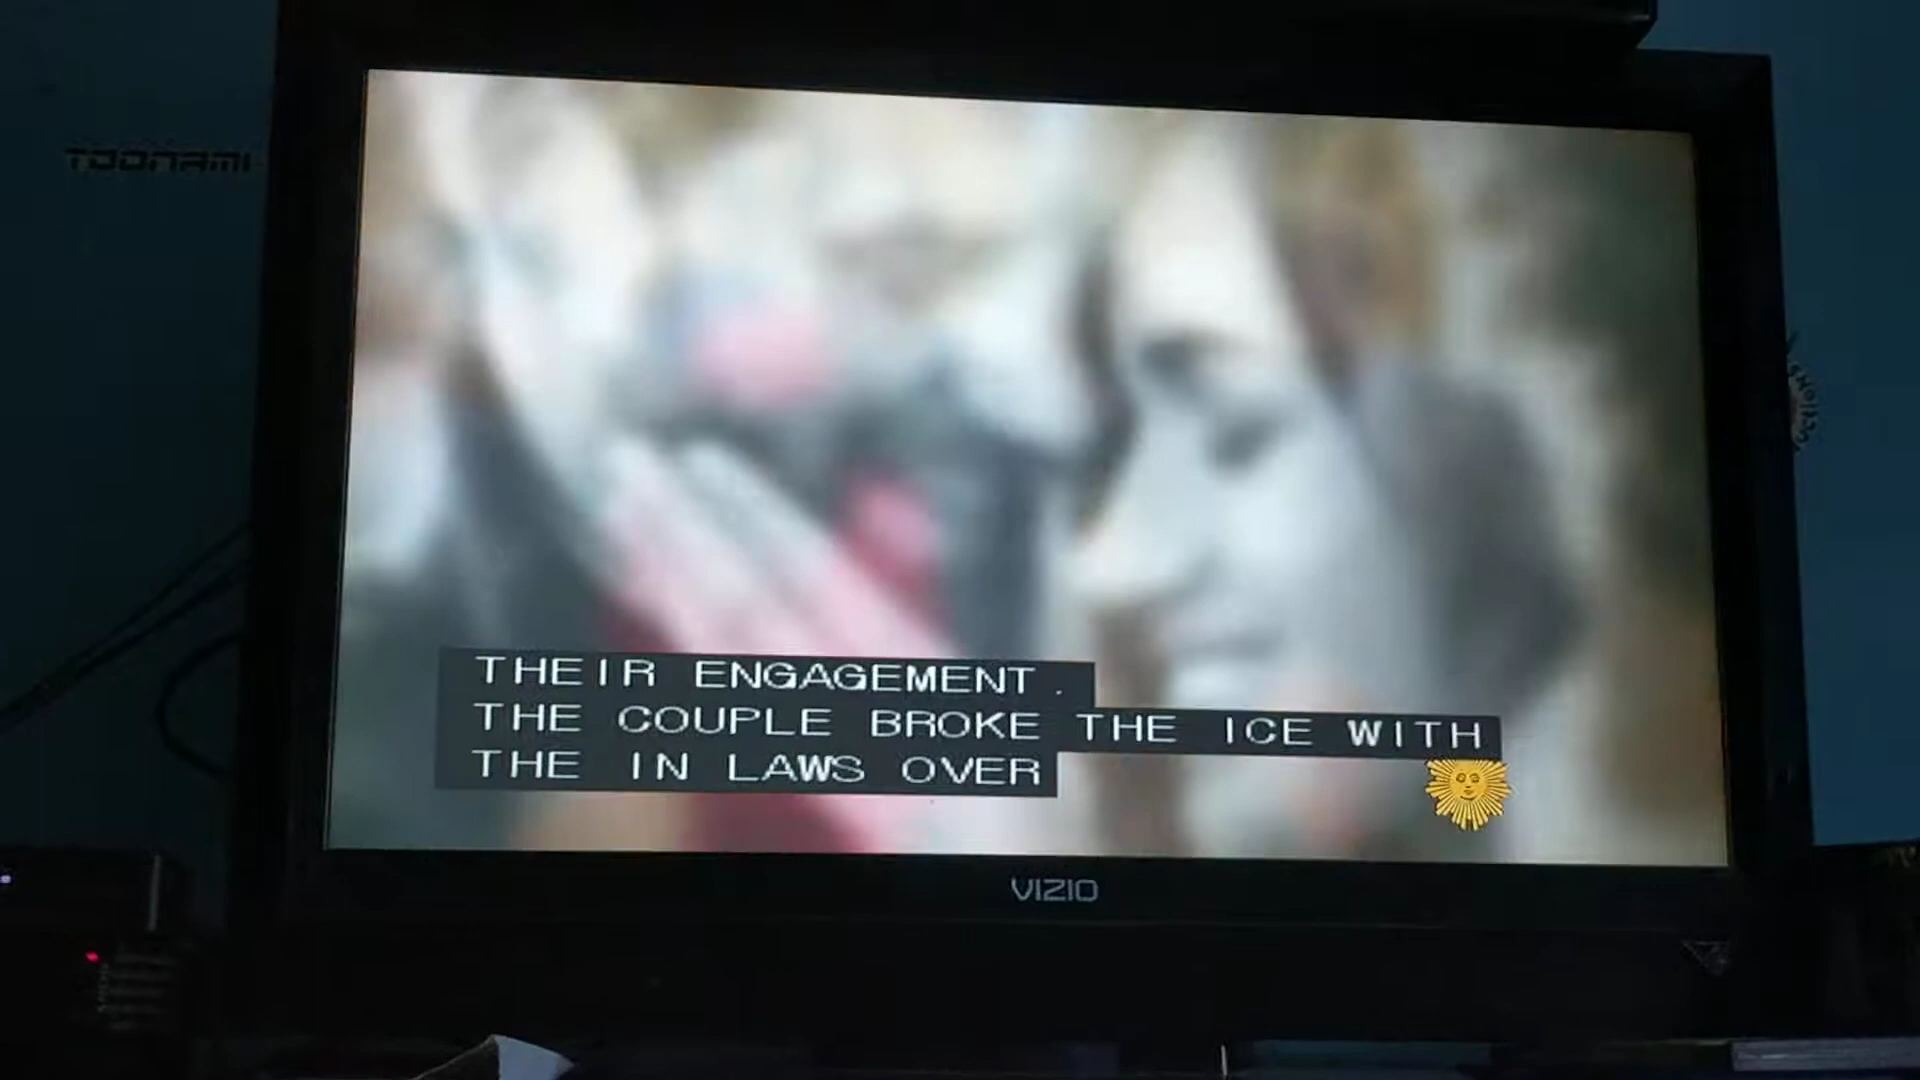 TOONAMI
THEIR ENGAGEMENT.
THE COUPLE BROKE THE ICE WITH
THE IN LAWS OVER
VIZIO